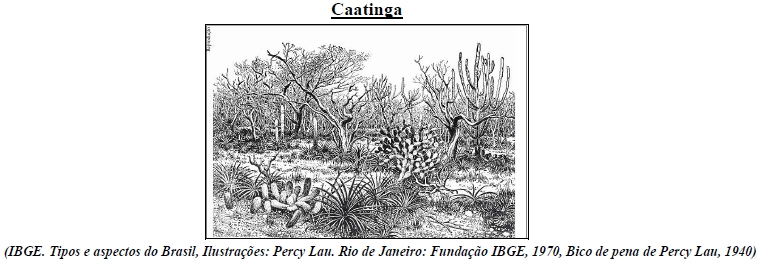 Caatinga
Reprodução
(IBGE. Tipos e aspectos do Brasil, Ilustrações: Percy Lau. Rio de Janeiro: Fundação IBGE, 1970, Bico de pena de Percy Lau, 1940)